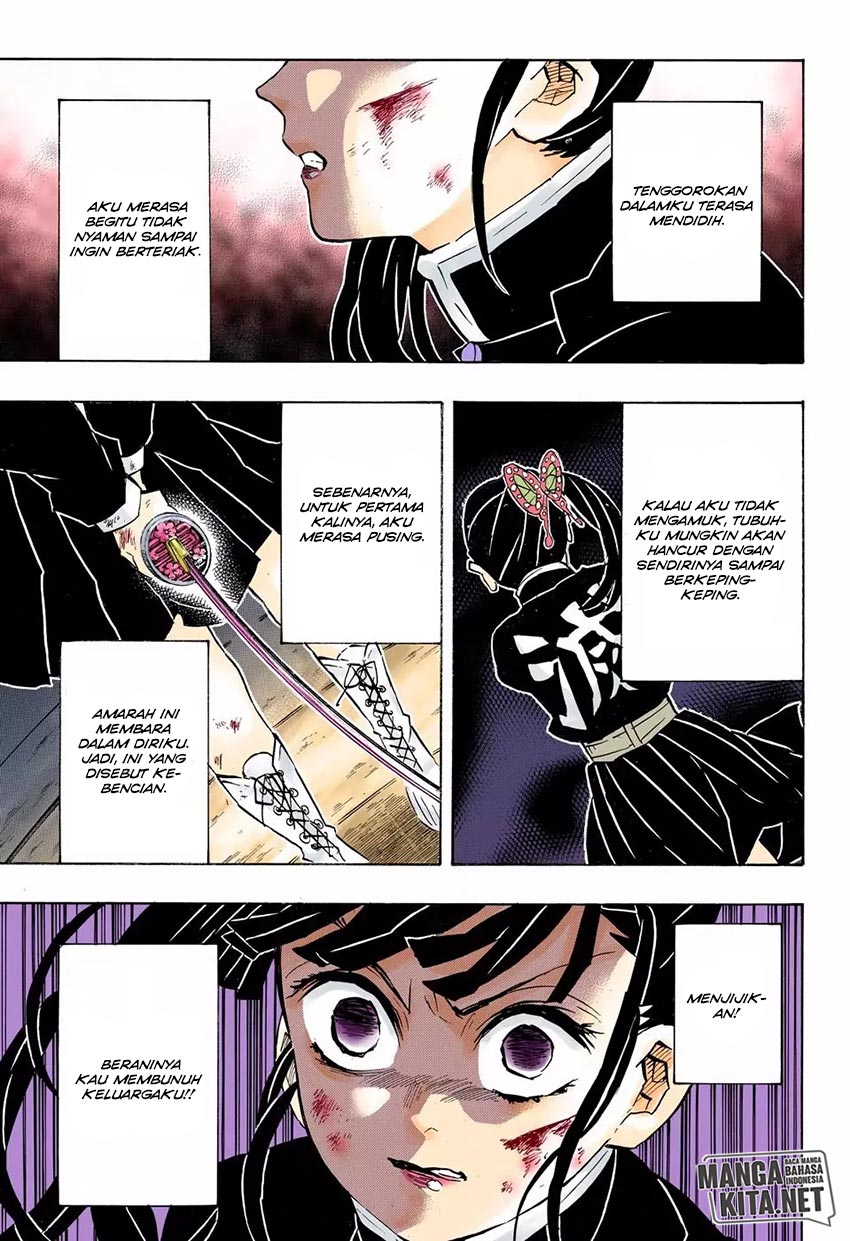 TENGGOROKAN
DALAMKU TERASA
MENDIDIH.
AKU MERASA
BEGITU TIDAK
NYAMAN SAMPAI
INGIN BERTERIAK.
KALAU AKU TIDAK
MENGAMUK, TUBUH-
KU MUNGKIN AKAN
HANCUR DENGAN
SENDIRINYA SAMPAI
BERKEPING-
KEPING.
SEBENARNYA,
UNTUK PERTAMA
KALINYA, AKU
MERASA PUSING.
AMARAH INI
MEMBARA
DALAM DIRIKU.
JADI, INI YANG
DISEBUT KE-
BENCIAN.
MENJIJIK-
AN!
BERANINYA
KAU MEMBUNUH
KELUARGAKU!!
MANGA
KITA.NET
BACA MANGA
BAHASA
INDONESIA